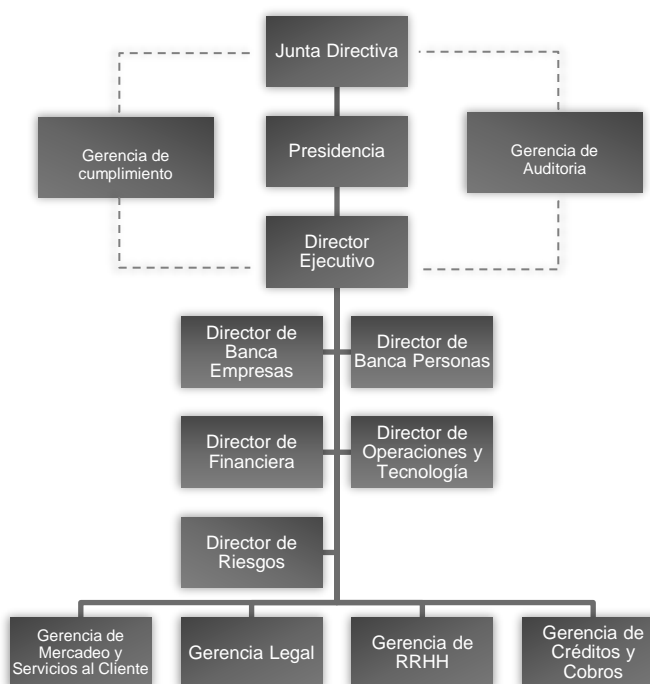 Junta Directiva
Gerencia de
cumplimiento
Presidencia
Gerencia de
Auditoria
Director
Ejecutivo
Director de
Banca
Empresas
Director de
Banca Personas
Director de
Financiera
Director de
Operaciones y
Tecnología
Director de
Riesgos
Gerencia de
Mercadeo y
Servicios al Cliente
Gerencia Legal
Gerencia de
RRHH
Gerencia de
Créditos y
Cobros